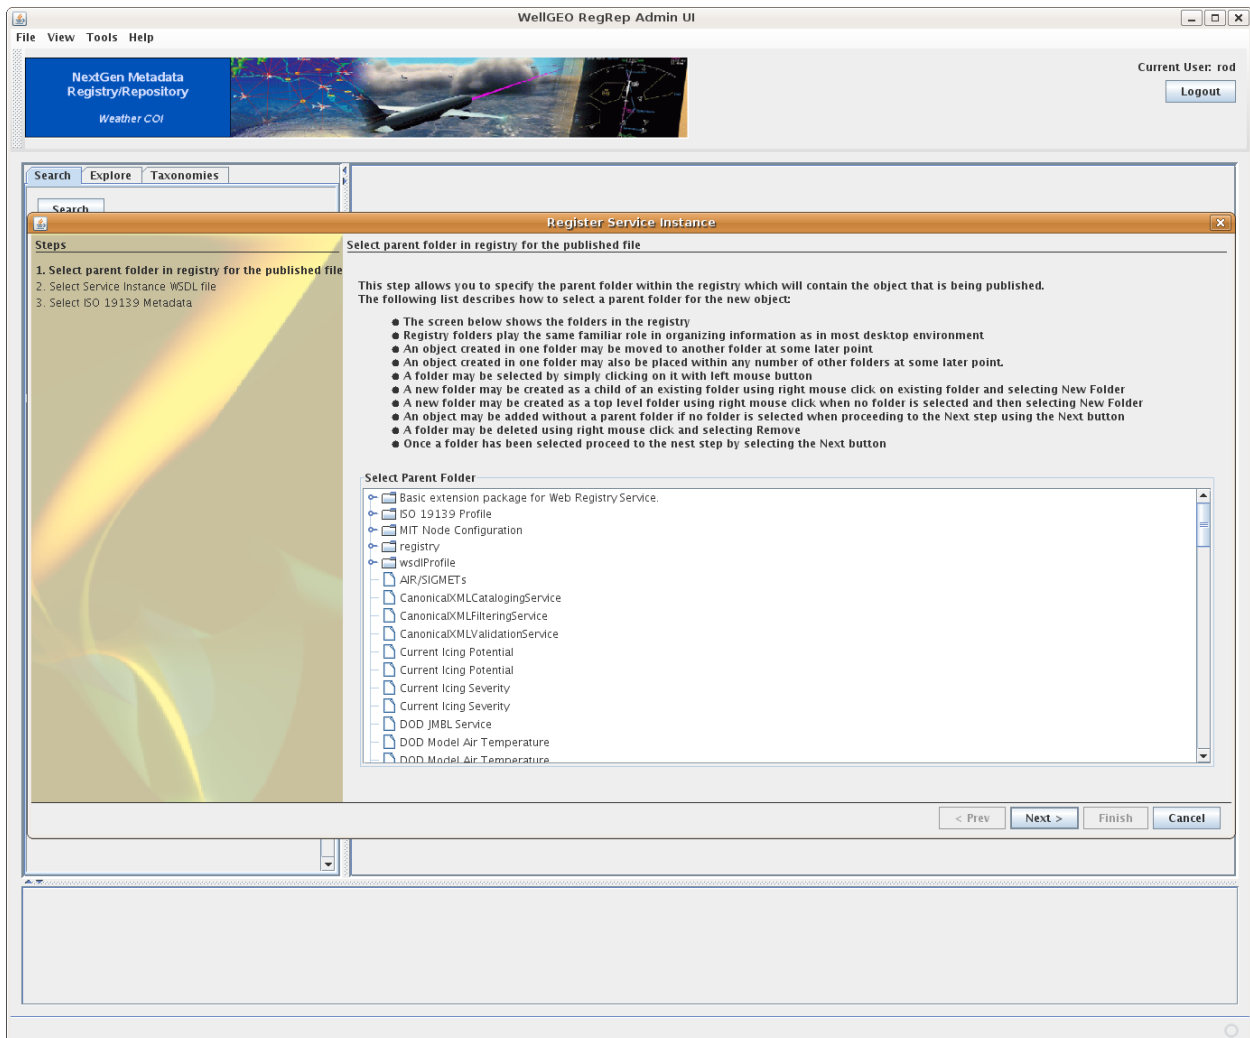 WellGEO RegRep Admin UI
File View Tools Help
NextGen Metadata
Registry/Repository
Weather COI
Current User: rod
Logout
Search Explore Taxonomies
Search
Register Service Instance
Steps
1. Select parent folder in registry for the published file
2. Select Service Instance WSDL file
3. Select ISO 19139 Metadata
Select parent folder in registry for the published file
This step allows you to specify the parent folder within the registry which will contain the object that is being published.
The following list describes how to select a parent folder for the new object:
● The screen below shows the folders in the registry
● Registry folders play the same familiar role in organizing information as in most desktop environment
● An object created in one folder may be moved to another folder at some later point
● An object created in one folder may also be placed within any number of other folders at some later point.
● A folder may be selected by simply clicking on it with left mouse button
● A new folder may be created as a child of an existing folder using right mouse click on existing folder and selecting New Folder
● A new folder may be created as a top level folder using right mouse click when no folder is selected and then selecting New Folder
● An object may be added without a parent folder if no folder is selected when proceeding to the Next step using the Next button
● A folder may be deleted using right mouse click and selecting Remove
● Once a folder has been selected proceed to the nest step by selecting the Next button
Select Parent Folder
Basic extension package for Web Registry Service.
ISO 19139 Profile
MIT Node Configuration
registry
wsdlProfile
AIR/SIGMETs
CanonicalXMLCatalogingService
CanonicalXMLFilteringService
CanonicalXMLValidationService
Current Icing Potential
Current Icing Potential
Current Icing Severity
Current Icing Severity
DOD JMBL Service
DOD Model Air Temperature
DOD Model Air Temperature
< Prev Next > Finish Cancel